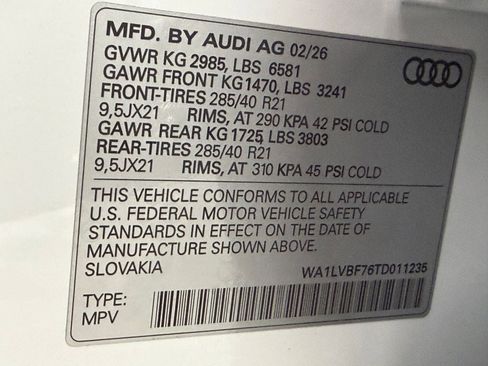 MFD. BY AUDI AG 02/26
GVWR KG 2985, LBS 6581
GAWR FRONT KG1470, LBS 3241
FRONT-TIRES 285/40 R21
9,5JX21 RIMS, AT 290 KPA 42 PSI COLD
GAWR REAR KG 1725, LBS 3803
REAR-TIRES 285/40 R21
9,5JX21 RIMS, AT 310 KPA 45 PSI COLD
THIS VEHICLE CONFORMS TO ALL APPLICABLE
U.S. FEDERAL MOTOR VEHICLE SAFETY
STANDARDS IN EFFECT ON THE DATE OF
MANUFACTURE SHOWN ABOVE.
SLOVAKIA WA1LVBF76TD011235
TYPE:
MPV